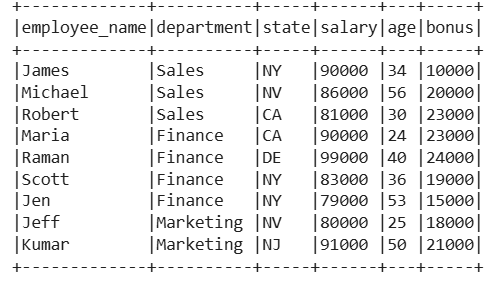 +-------------+----------+-----+------+---+-----+
|employee_name|department|state|salary|age|bonus|
+-------------+----------+-----+------+---+-----+
|James        |Sales     |NY   |90000 |34 |10000|
|Michael      |Sales     |NV   |86000 |56 |20000|
|Robert       |Sales     |CA   |81000 |30 |23000|
|Maria        |Finance   |CA   |90000 |24 |23000|
|Raman        |Finance   |DE   |99000 |40 |24000|
|Scott        |Finance   |NY   |83000 |36 |19000|
|Jen          |Finance   |NY   |79000 |53 |15000|
|Jeff         |Marketing |NV   |80000 |25 |18000|
|Kumar        |Marketing |NJ   |91000 |50 |21000|
+-------------+----------+-----+------+---+-----+